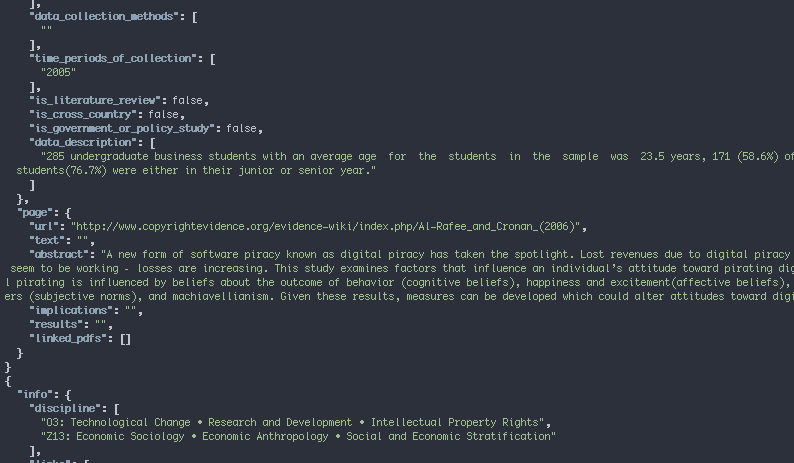 ],
"data_collection_methods": [
""
],
"time_periods_of_collection": [
"2005"
],
"is_literature_review": false,
"is_cross_country": false,
"is_government_or_policy_study": false,
"data_description": [
"285 undergraduate business students with an average age  for  the  students  in  the  sample  was  23.5 years, 171 (58.6%) of
students(76.7%) were either in their junior or senior year."
]
},
"page": {
"url": "http://www.copyrightevidence.org/evidence-wiki/index.php/Al-Rafee_and_Cronan_(2006)",
"text": "",
"abstract": "A new form of software piracy known as digital piracy has taken the spotlight. Lost revenues due to digital piracy
seem to be working - losses are increasing. This study examines factors that influence an individual's attitude toward pirating dig
l pirating is influenced by beliefs about the outcome of behavior (cognitive beliefs), happiness and excitement(affective beliefs),
ers (subjective norms), and machiavellianism. Given these results, measures can be developed which could alter attitudes toward digi
"implications": "",
"results": "",
"linked_pdfs": []
}
}
{
"info": {
"discipline": [
"O3: Technological Change • Research and Development • Intellectual Property Rights",
"Z13: Economic Sociology • Economic Anthropology • Social and Economic Stratification"
],